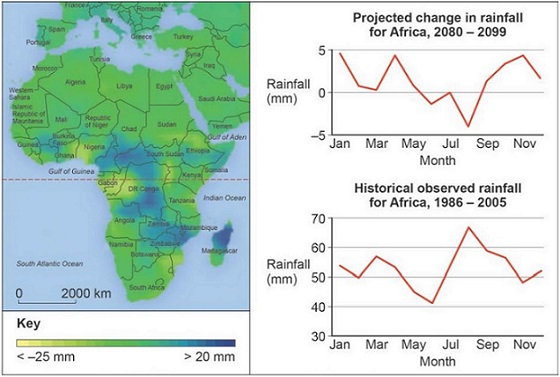 France
Romania
Italy
Spain
Greece
Turkey
Portugal
Tunisia
Syria
Morocco
Iraq
Algeria
Libya
Egypt
Western
Sahara
Saudi Arabia
Islamic
Republic of
Mauritania
Mali
Republic
of Niger
Chad
Sudan
Yemen
Gulf of Aden
Burkina
Faso
Guinea
Ghana
Nigeria
South Sudan
Ethiopia
Somalia
Gulf of Guinea
Kenya
Gabon
DR Congo
Indian Ocean
Tanzania
Angola
Zambia
Mozambique
Zimbabwe
Namibia
Botswana
Madagascar
South Atlantic Ocean
South Africa
0 2000 km
Key
< –25 mm > 20 mm
Projected change in rainfall
for Africa, 2080 – 2099
Rainfall
(mm)
5
0
–5
Jan Mar May Jul Sep Nov
Month
Historical observed rainfall
for Africa, 1986 – 2005
Rainfall
(mm)
70
60
50
40
30
Jan Mar May Jul Sep Nov
Month